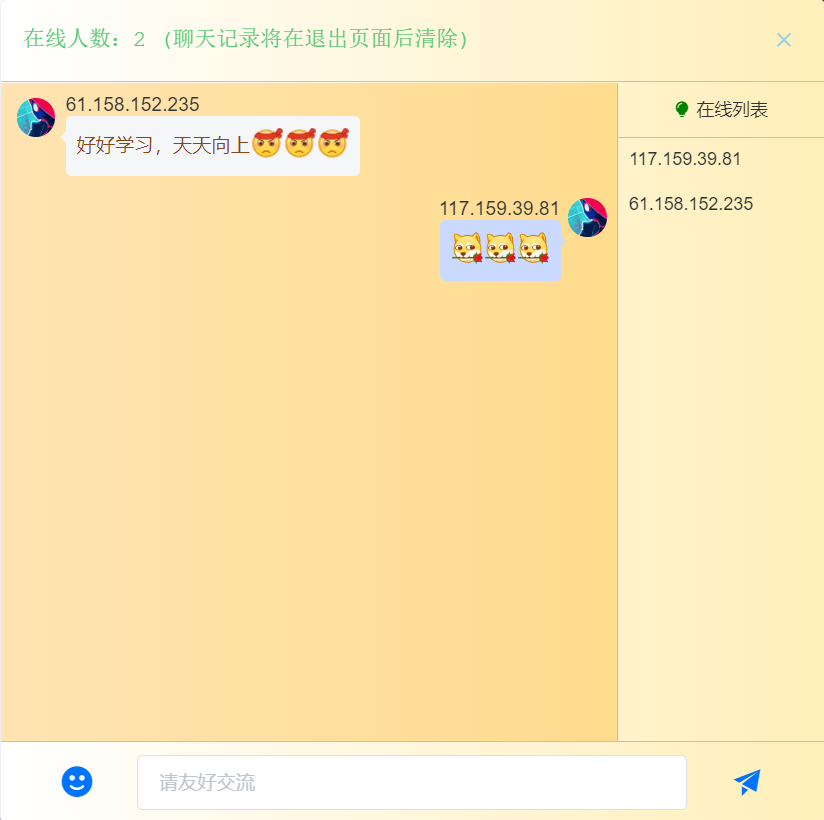 在线人数：2 （聊天记录将在退出页面后清除）
61.158.152.235
好好学习，天天向上
117.159.39.81
在线列表
117.159.39.81
61.158.152.235
请友好交流